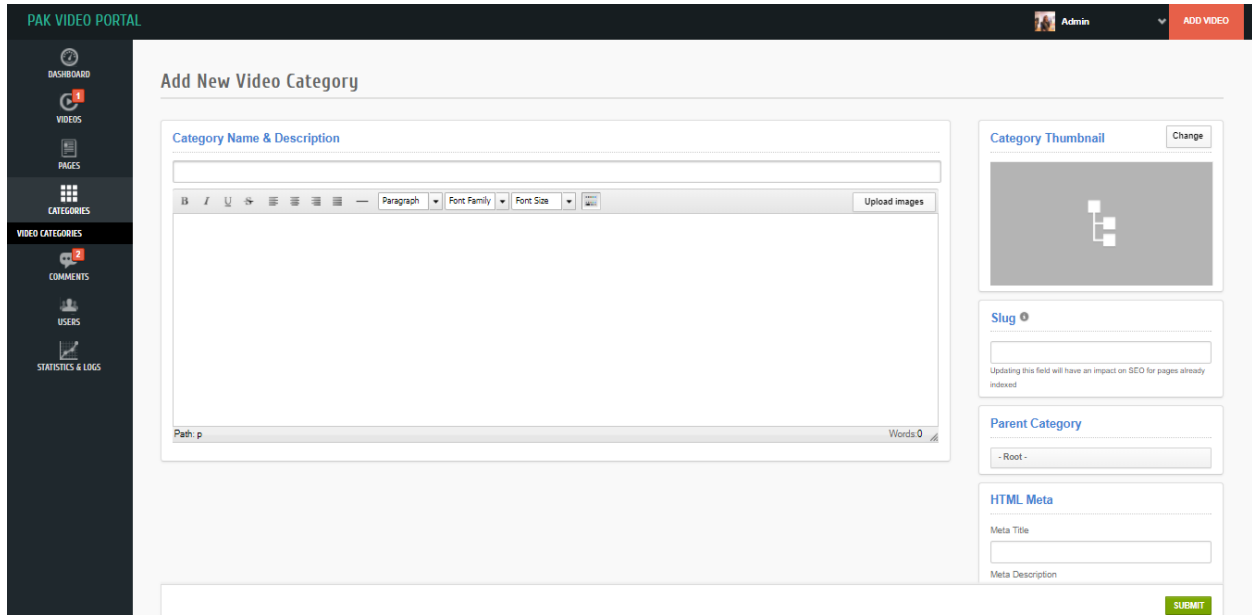 PAK VIDEO PORTAL
Admin
ADD VIDEO
DASHBOARD
1
VIDEOS
PAGES
CATEGORIES
VIDEO CATEGORIES
2
COMMENTS
USERS
STATISTICS & LOGS
Add New Video Category
Category Name & Description
B I U S Paragraph Font Family Font Size Upload images
Path: p
Words:0
Category Thumbnail
Change
Slug
Updating this field will have an impact on SEO for pages already
indexed
Parent Category
- Root -
HTML Meta
Meta Title
Meta Description
SUBMIT